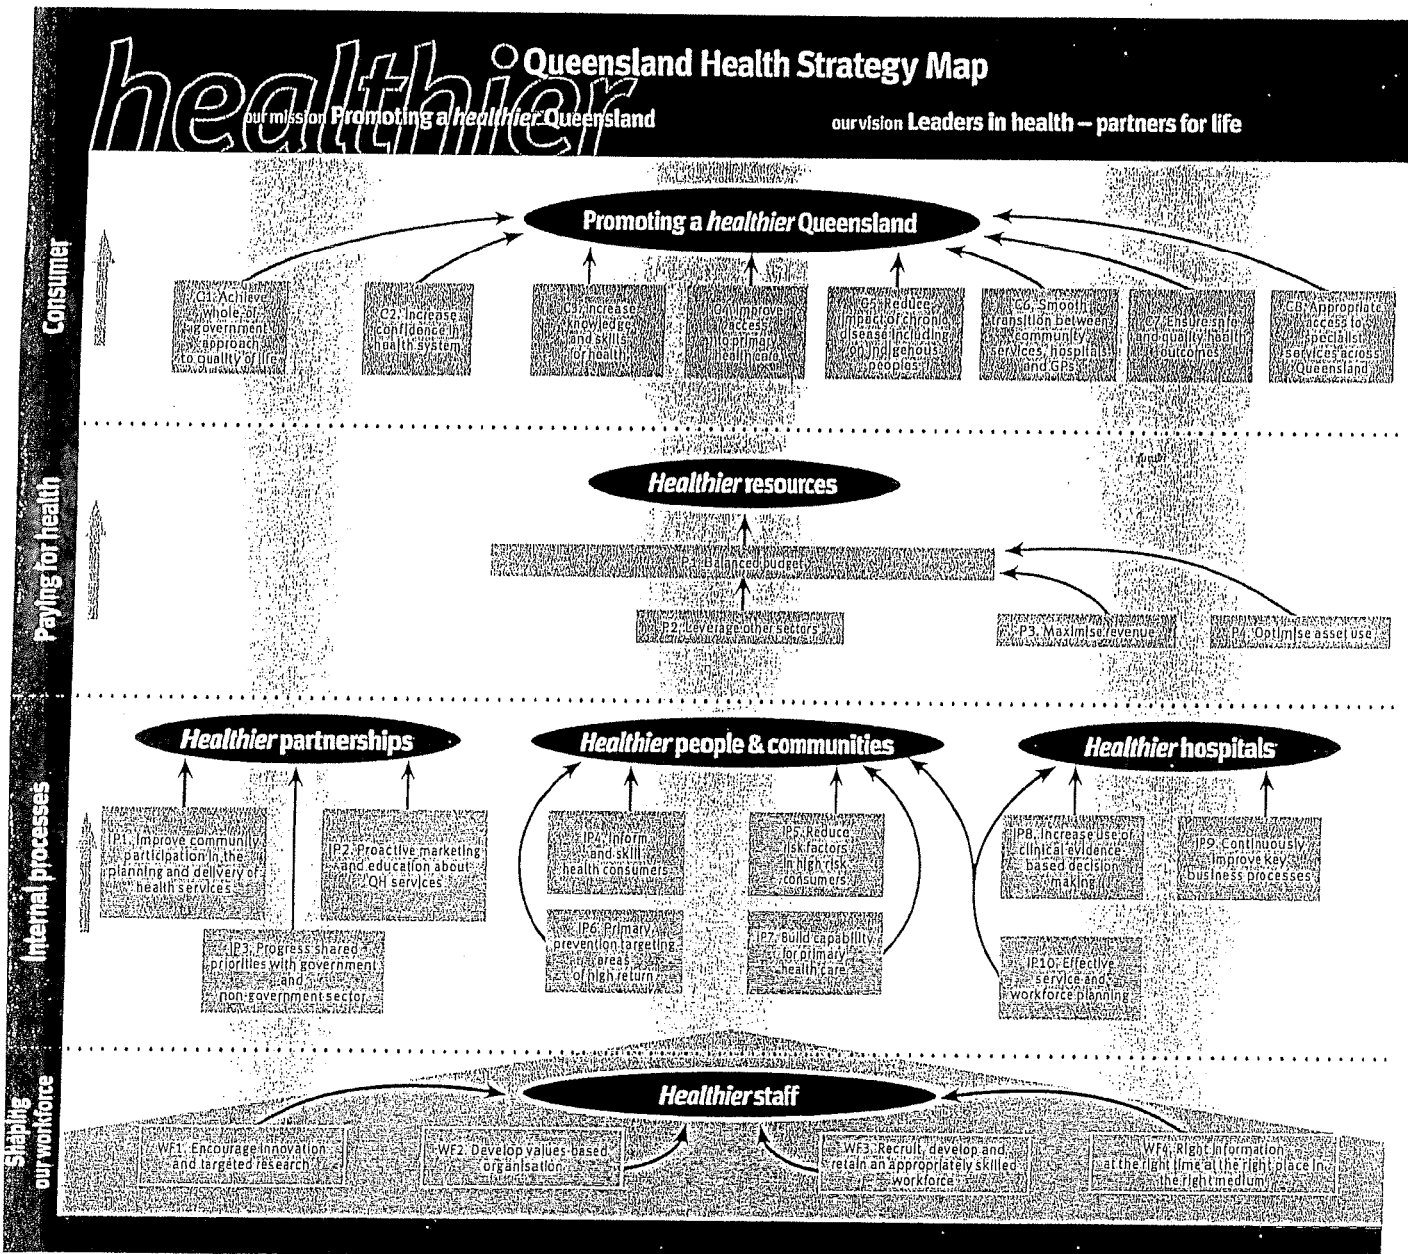 healthier
Queensland Health Strategy Map
our mission Promoting a healthier Queensland
our vision Leaders in health – partners for life
Consumer
Promoting a healthier Queensland
C1. Achieve
whole-of-
government
approach
to quality of life
C2. Increase
confidence in
health system
C3. Increase
knowledge
and skills
for health
C4. Improve
access
to primary
health care
C5. Reduce
impact of chronic
disease including
on Indigenous
peoples
C6. Smooth
transition between
community
services, hospitals
and GPs
C7. Ensure safe
and quality health
outcomes
C8. Appropriate
access to
specialist
services across
Queensland
Paying for health
Healthier resources
P1. Balanced budget
P2. Leverage other sectors
P3. Maximise revenue
P4. Optimise asset use
Internal processes
Healthier partnerships
Healthier people & communities
Healthier hospitals
IP1. Improve community
participation in the
planning and delivery of
health services
IP2. Proactive marketing
and education about
QH services
IP3. Progress shared
priorities with government
and
non-government sector
IP4. Inform
and skill
health consumers
IP5. Reduce
risk factors
in high risk
consumers
IP6. Primary
prevention targeting
areas
of high return
IP7. Build capability
for primary
health care
IP8. Increase use of
clinical evidence-
based decision
making
IP9. Continuously
improve key
business processes
IP10. Effective
service and
workforce planning
Shaping
our workforce
Healthier staff
WF1. Encourage innovation
and targeted research
WF2. Develop values-based
organisation
WF3. Recruit, develop and
retain an appropriately skilled
workforce
WF4. Right information
at the right time at the right place in
the right medium